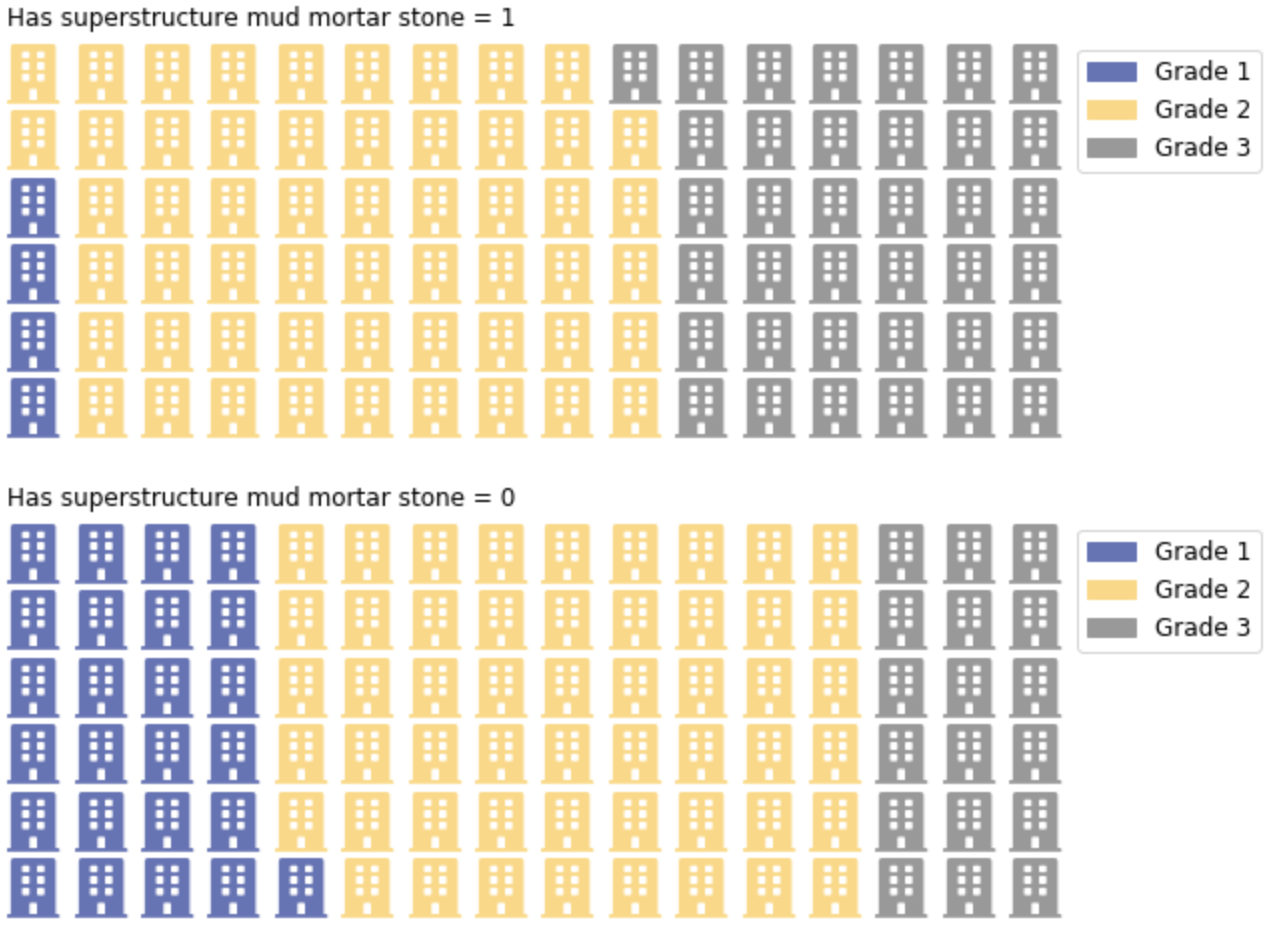 Has superstructure mud mortar stone = 1
Grade 1
Grade 2
Grade 3
Has superstructure mud mortar stone = 0
Grade 1
Grade 2
Grade 3